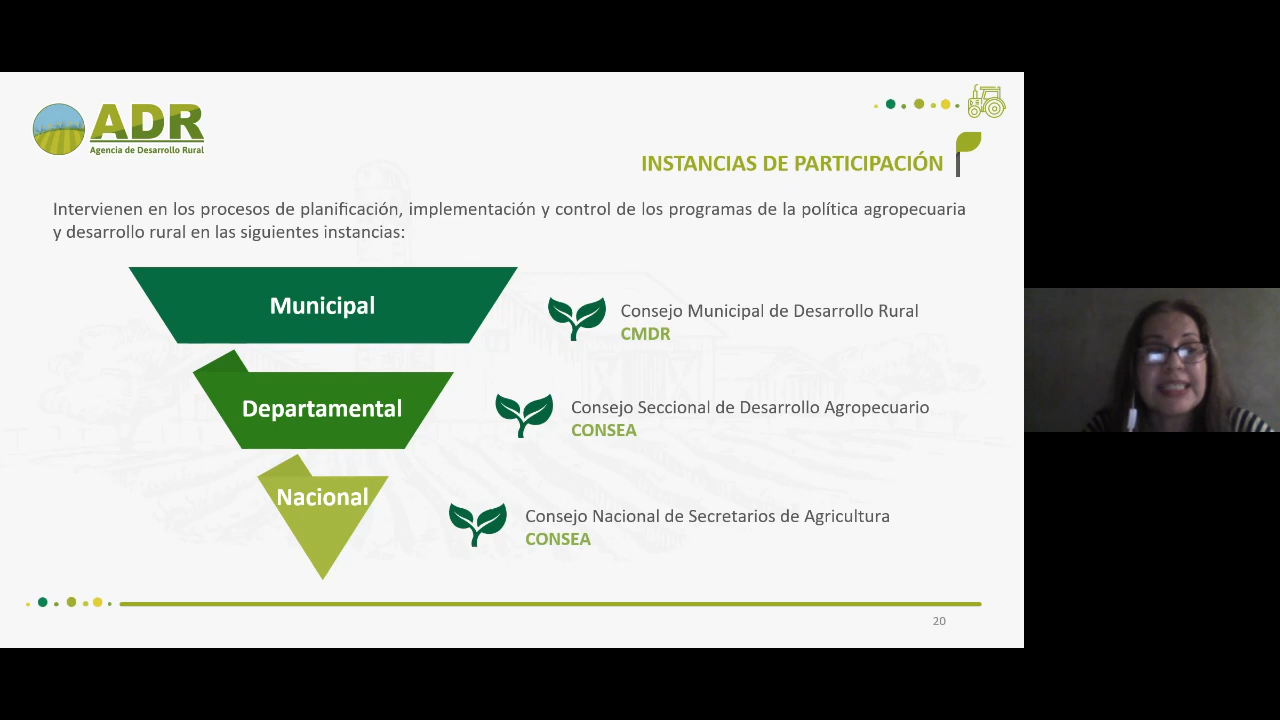 ADR
Agencia de Desarrollo Rural
INSTANCIAS DE PARTICIPACIÓN
Intervienen en los procesos de planificación, implementación y control de los programas de la política agropecuaria
y desarrollo rural en las siguientes instancias:
Municipal
Consejo Municipal de Desarrollo Rural
CMDR
Departamental
Consejo Seccional de Desarrollo Agropecuario
CONSEA
Nacional
Consejo Nacional de Secretarios de Agricultura
CONSEA
20